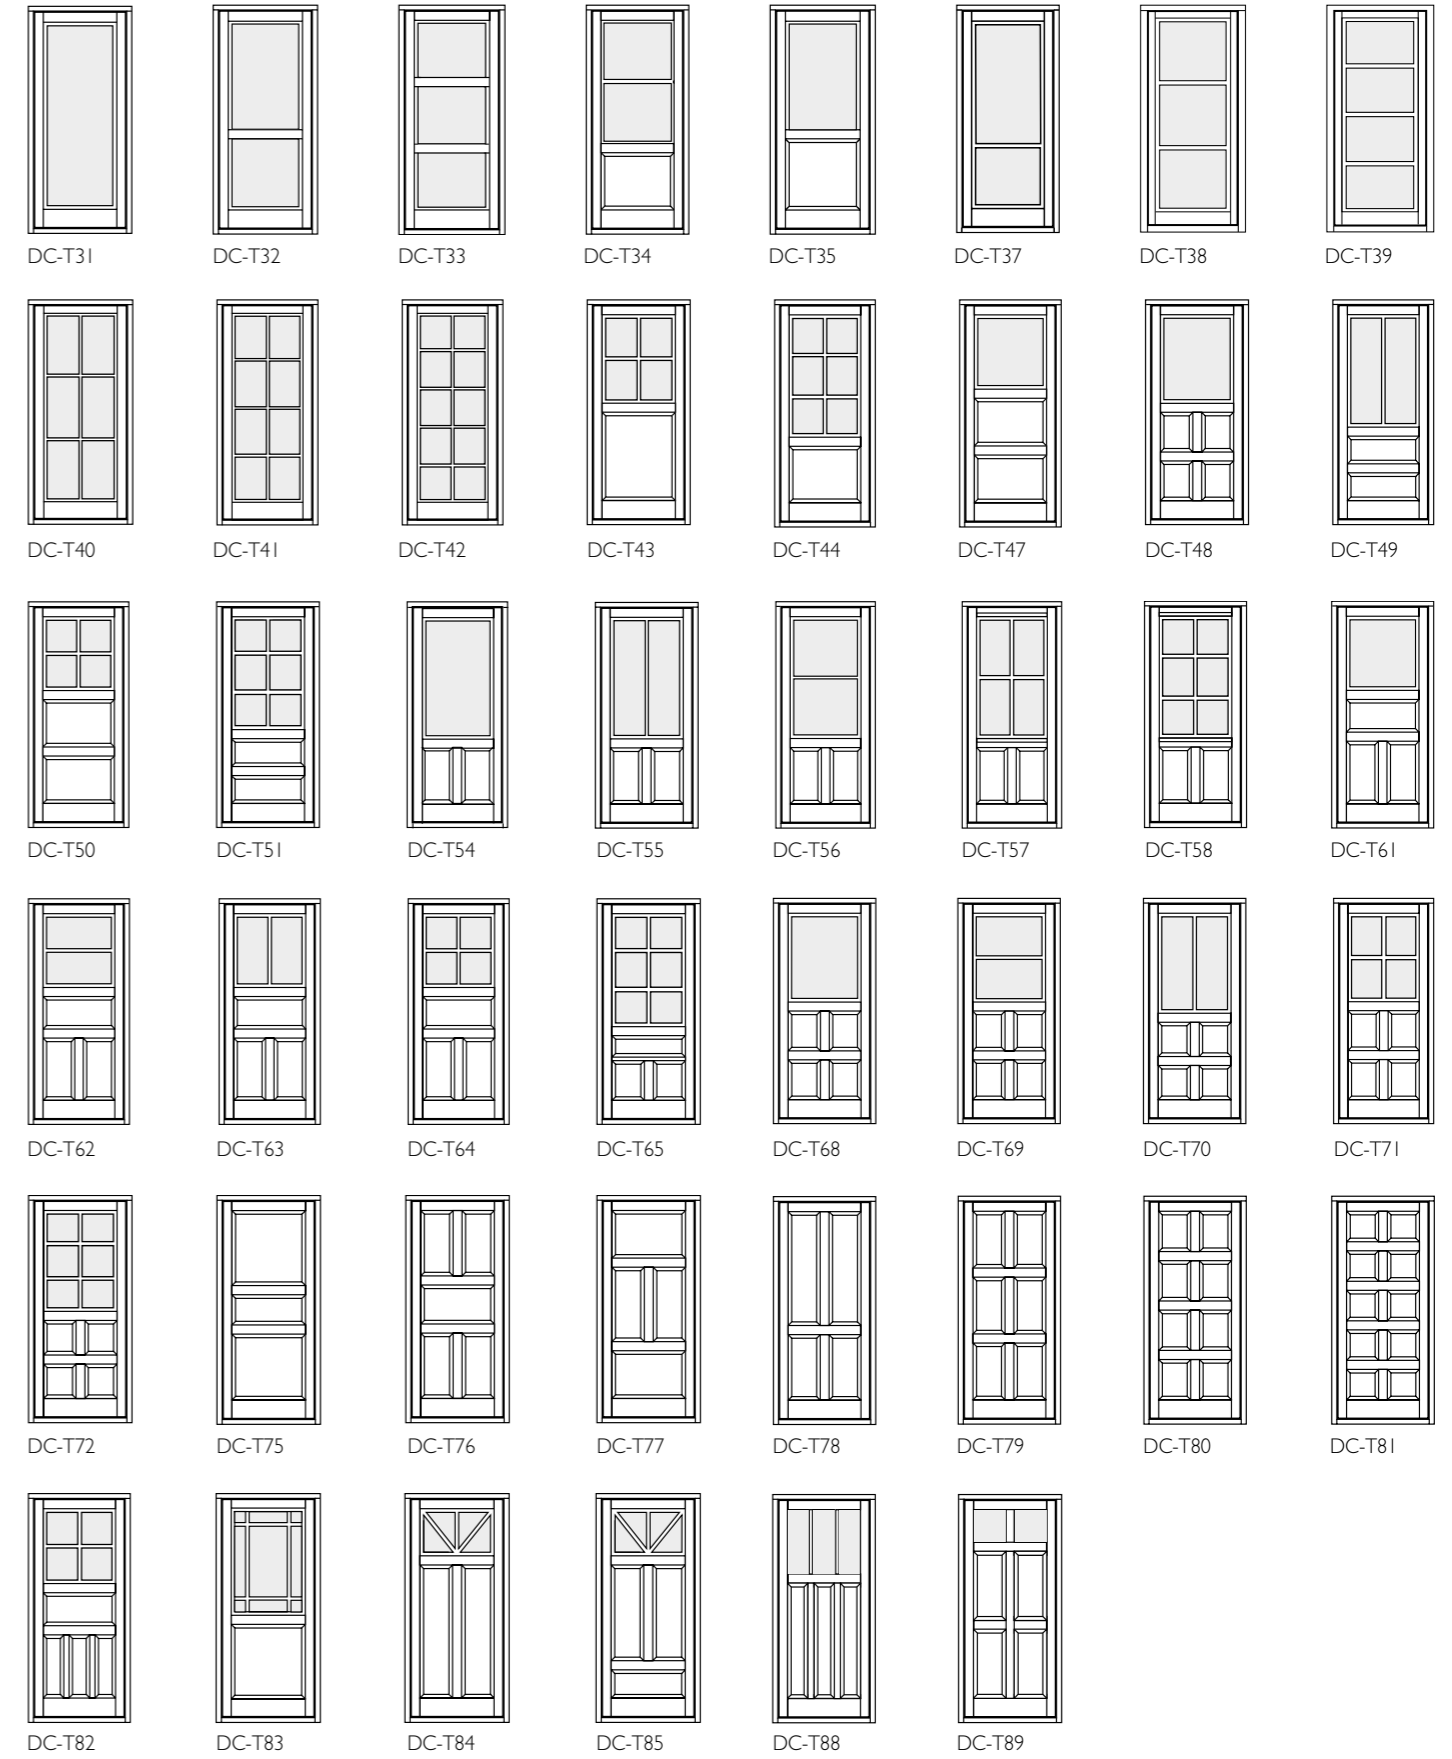 DC-T31 DC-T32 DC-T33 DC-T34 DC-T35 DC-T37 DC-T38 DC-T39
DC-T40 DC-T41 DC-T42 DC-T43 DC-T44 DC-T47 DC-T48 DC-T49
DC-T50 DC-T51 DC-T54 DC-T55 DC-T56 DC-T57 DC-T58 DC-T61
DC-T62 DC-T63 DC-T64 DC-T65 DC-T68 DC-T69 DC-T70 DC-T71
DC-T72 DC-T75 DC-T76 DC-T77 DC-T78 DC-T79 DC-T80 DC-T81
DC-T82 DC-T83 DC-T84 DC-T85 DC-T88 DC-T89